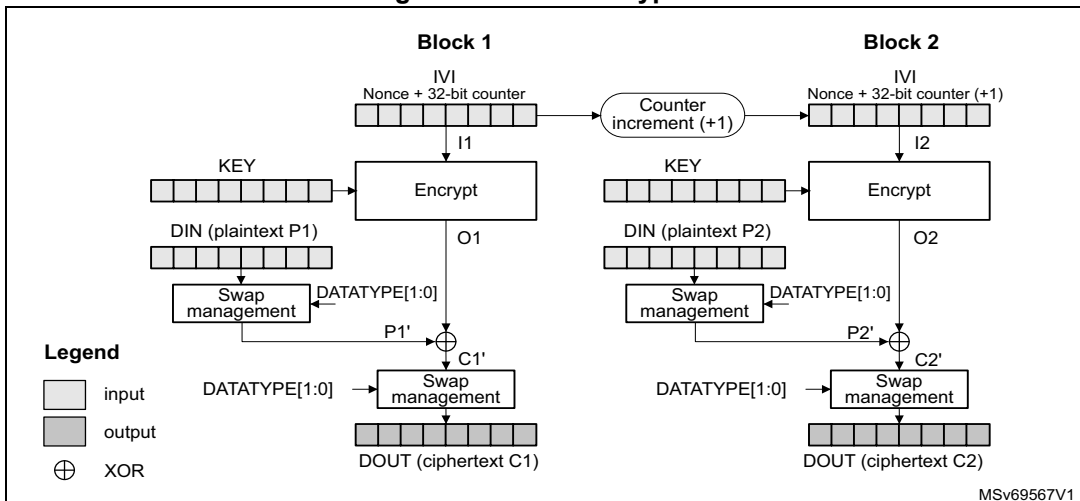 Block 1
Block 2
IVI
Nonce + 32-bit counter
Counter
increment (+1)
IVI
Nonce + 32-bit counter (+1)
I1
I2
KEY
Encrypt
KEY
Encrypt
DIN (plaintext P1)
O1
DIN (plaintext P2)
O2
Swap
management
DATATYPE[1:0]
Swap
management
DATATYPE[1:0]
P1'
P2'
C1'
C2'
Legend
input
output
XOR
DATATYPE[1:0]
Swap
management
DATATYPE[1:0]
Swap
management
DOUT (ciphertext C1)
DOUT (ciphertext C2)
MSv69567V1